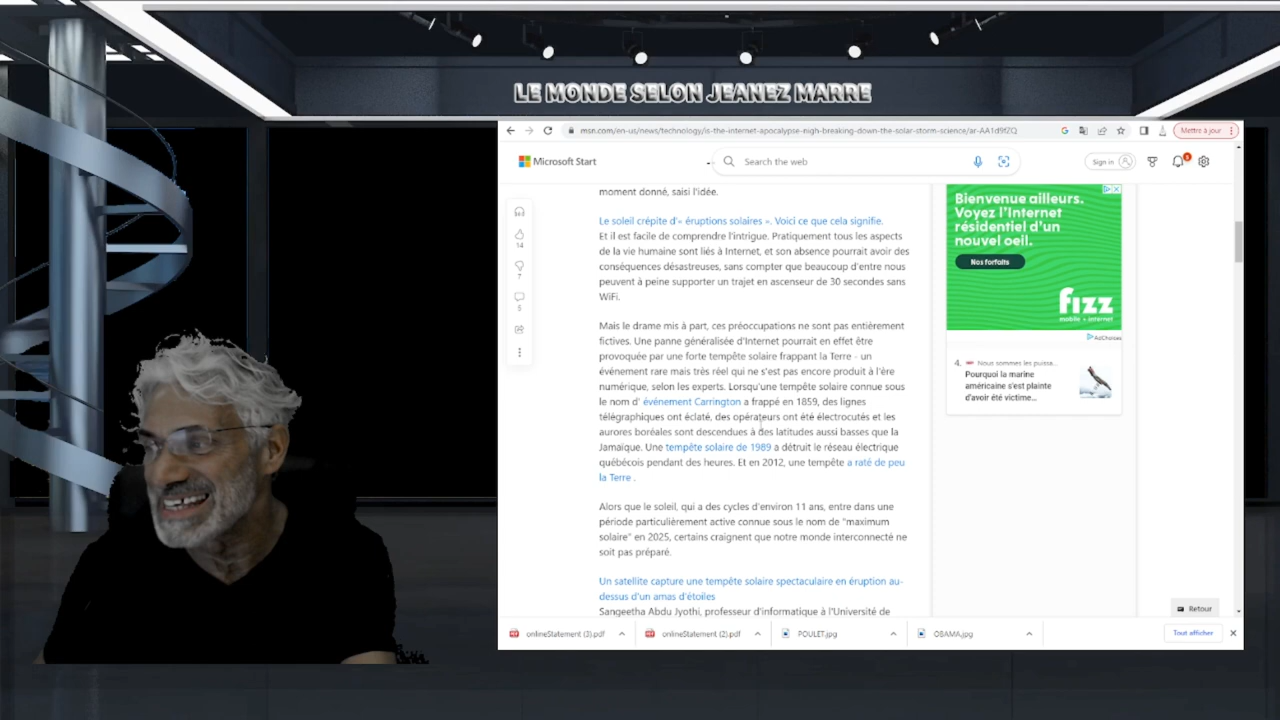 LE MONDE SELON JEANEZ MARRE
msn.com/en-us/news/technology/is-the-internet-apocalypse-nigh-breaking-down-the-solar-storm-science/ar-AA1d9fZQ
Mettre à jour
Microsoft Start
Search the web
Sign in
moment donné, saisi l'idée.
Le soleil crépite d'« éruptions solaires ». Voici ce que cela signifie.
Et il est facile de comprendre l'intrigue. Pratiquement tous les aspects
de la vie humaine sont liés à Internet, et son absence pourrait avoir des
conséquences désastreuses, sans compter que beaucoup d'entre nous
peuvent à peine supporter un trajet en ascenseur de 30 secondes sans
WiFi.
Mais le drame mis à part, ces préoccupations ne sont pas entièrement
fictives. Une panne généralisée d'Internet pourrait en effet être
provoquée par une forte tempête solaire frappant la Terre - un
événement rare mais très réel qui ne s'est pas encore produit à l'ère
numérique, selon les experts. Lorsqu'une tempête solaire connue sous
le nom d' événement Carrington a frappé en 1859, des lignes
télégraphiques ont éclaté, des opérateurs ont été électrocutés et les
aurores boréales sont descendues à des latitudes aussi basses que la
Jamaïque. Une tempête solaire de 1989 a détruit le réseau électrique
québécois pendant des heures. Et en 2012, une tempête a raté de peu
la Terre .
Alors que le soleil, qui a des cycles d'environ 11 ans, entre dans une
période particulièrement active connue sous le nom de "maximum
solaire" en 2025, certains craignent que notre monde interconnecté ne
soit pas préparé.
Un satellite capture une tempête solaire spectaculaire en éruption au-
dessus d'un amas d'étoiles
Sangeetha Abdu Jyothi, professeur d'informatique à l'Université de
14
7
5
Bienvenue ailleurs.
Voyez l'Internet
résidentiel d'un
nouvel oeil.
Nos forfaits
fizz
mobile + internet
AdChoices
4. Nous sommes les puissa...
Pourquoi la marine
américaine s'est plainte
d'avoir été victime...
Retour
onlineStatement (3).pdf
onlineStatement (2).pdf
POULET.jpg
OBAMA.jpg
Tout afficher